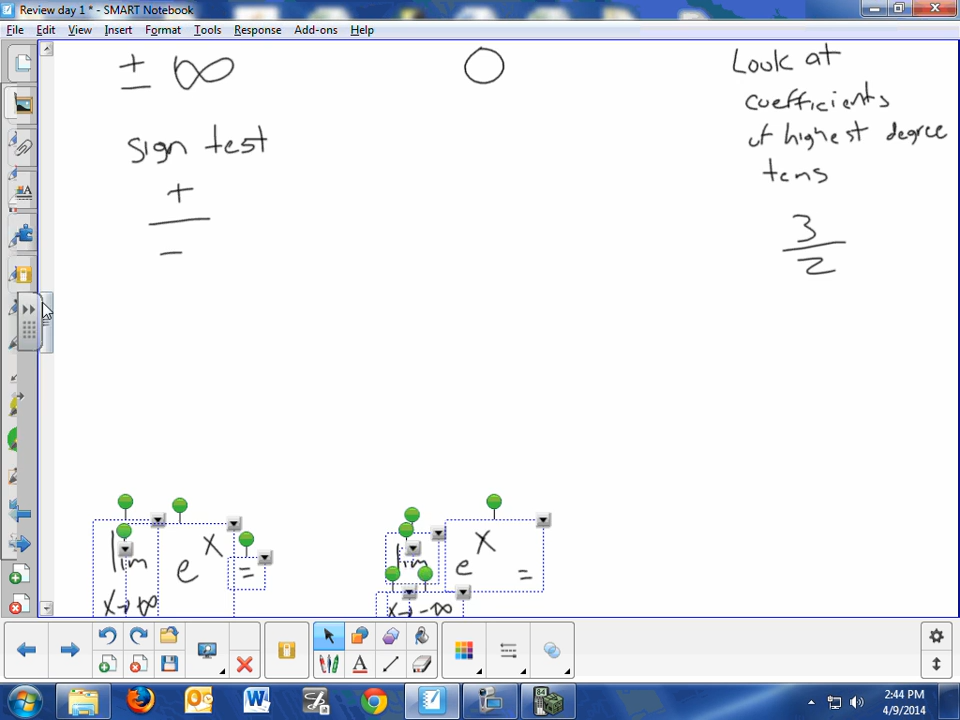 Review day 1 * - SMART Notebook
File Edit View Insert Format Tools Response Add-ons Help
± ∞
0
Look at
coefficients
of highest degree
tems
sign test
+
−
3
2
lim e^x =
x→∞
lim e^x =
x→-∞
2:44 PM
4/9/2014